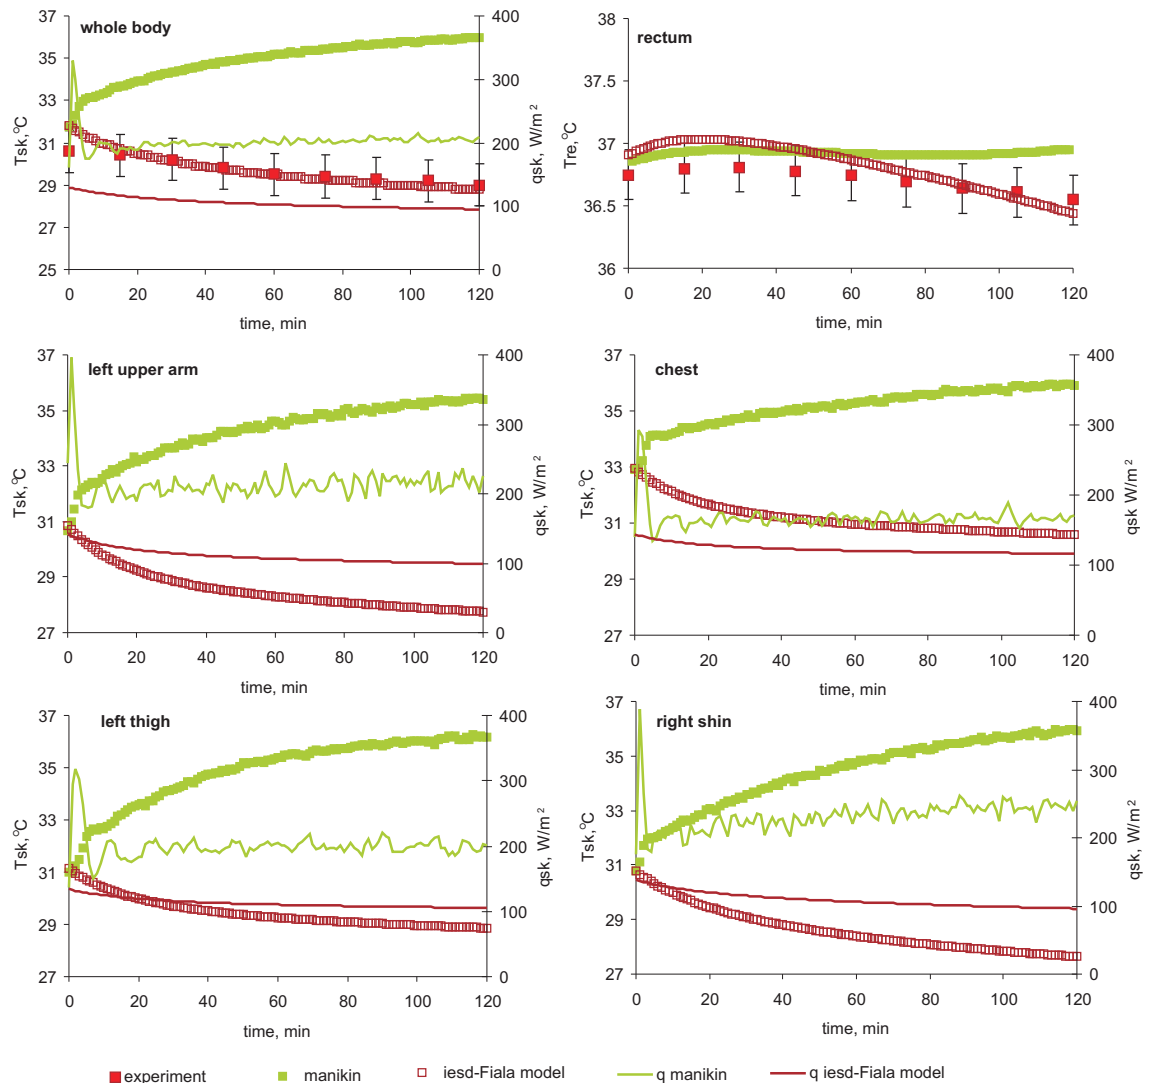 whole body
37
35
33
31
29
27
25
Tsk,°C
400
300
200
100
0
qsk, W/m²
0 20 40 60 80 100 120
time, min
rectum
38
37.5
37
36.5
36
Tre,°C
0 20 40 60 80 100 120
time, min
left upper arm
37
35
33
31
29
27
Tsk,°C
400
300
200
100
0
qsk, W/m²
0 20 40 60 80 100 120
time, min
chest
37
35
33
31
29
27
Tsk,°C
400
300
200
100
0
qsk, W/m²
0 20 40 60 80 100 120
time, min
left thigh
37
35
33
31
29
27
Tsk,°C
400
300
200
100
0
qsk, W/m²
0 20 40 60 80 100 120
time, min
right shin
37
35
33
31
29
27
Tsk,°C
400
300
200
100
0
qsk, W/m²
0 20 40 60 80 100 120
time, min
experiment manikin iesd-Fiala model q manikin q iesd-Fiala model